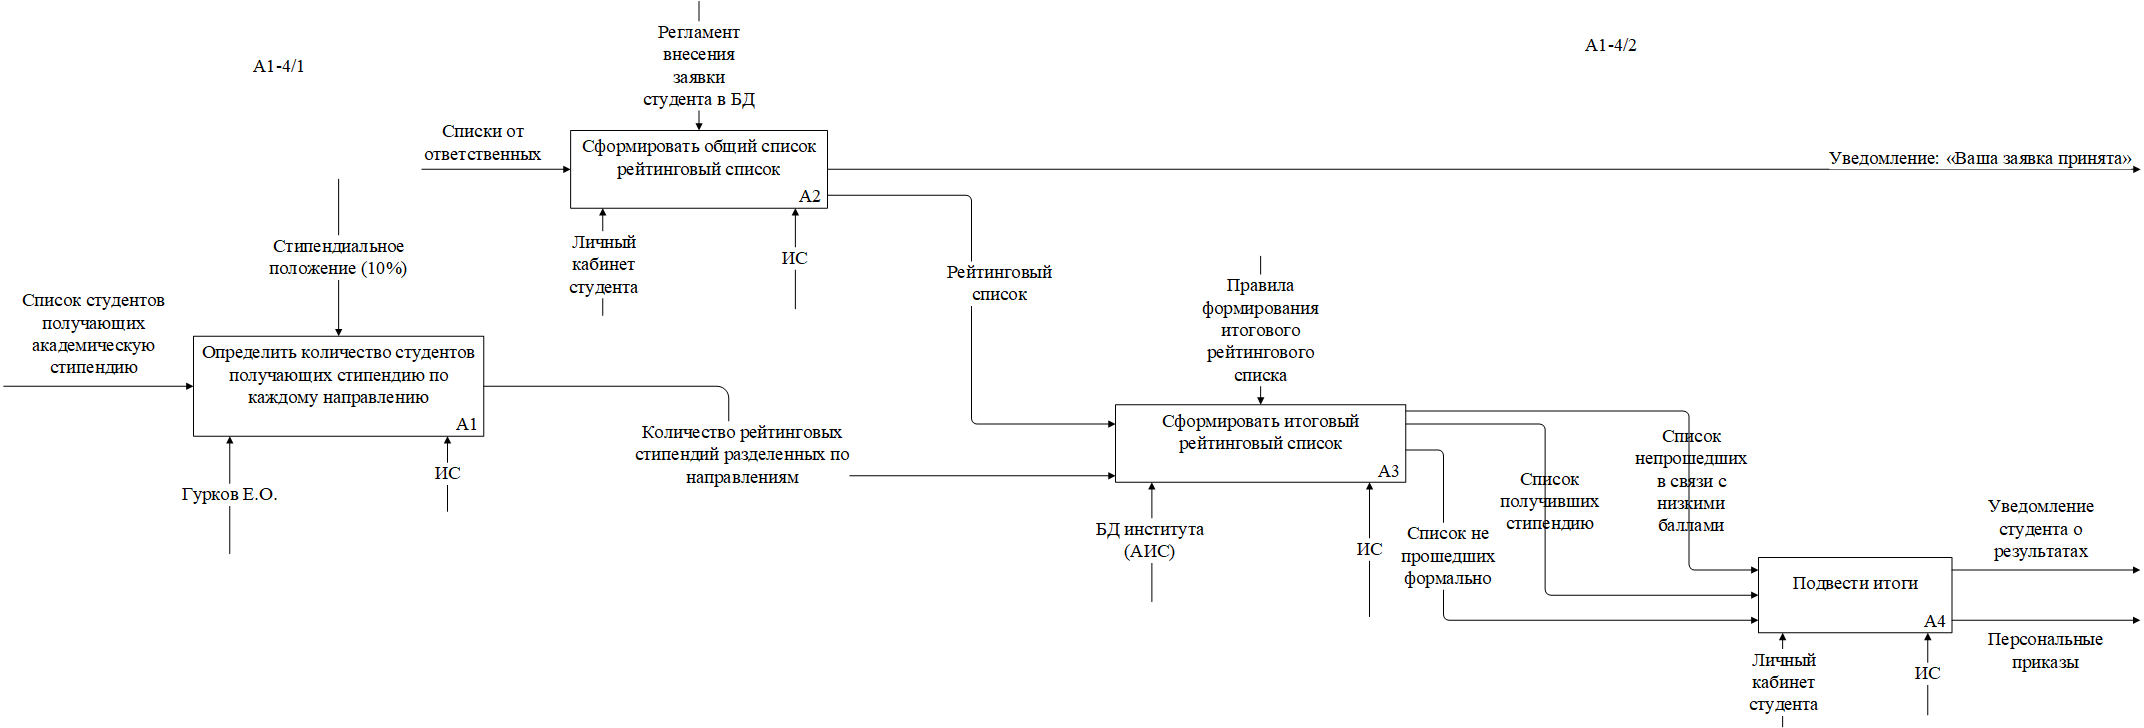 А1-4/1
А1-4/2
Регламент
внесения
заявки
студента в БД
Списки от
ответственных
Сформировать общий список
рейтинговый список
А2
Уведомление: «Ваша заявка принята»
Личный
кабинет
студента
ИС
Стипендиальное
положение (10%)
Список студентов
получающих
академическую
стипендию
Определить количество студентов
получающих стипендию по
каждому направлению
А1
Гурков Е.О.
ИС
Количество рейтинговых
стипендий разделенных по
направлениям
Рейтинговый
список
Правила
формирования
итогового
рейтингового
списка
Сформировать итоговый
рейтинговый список
А3
БД института
(АИС)
ИС
Список не
прошедших
формально
Список
получивших
стипендию
Список
непрошедших
в связи с
низкими
баллами
Подвести итоги
А4
Уведомление
студента о
результатах
Персональные
приказы
Личный
кабинет
студента
ИС